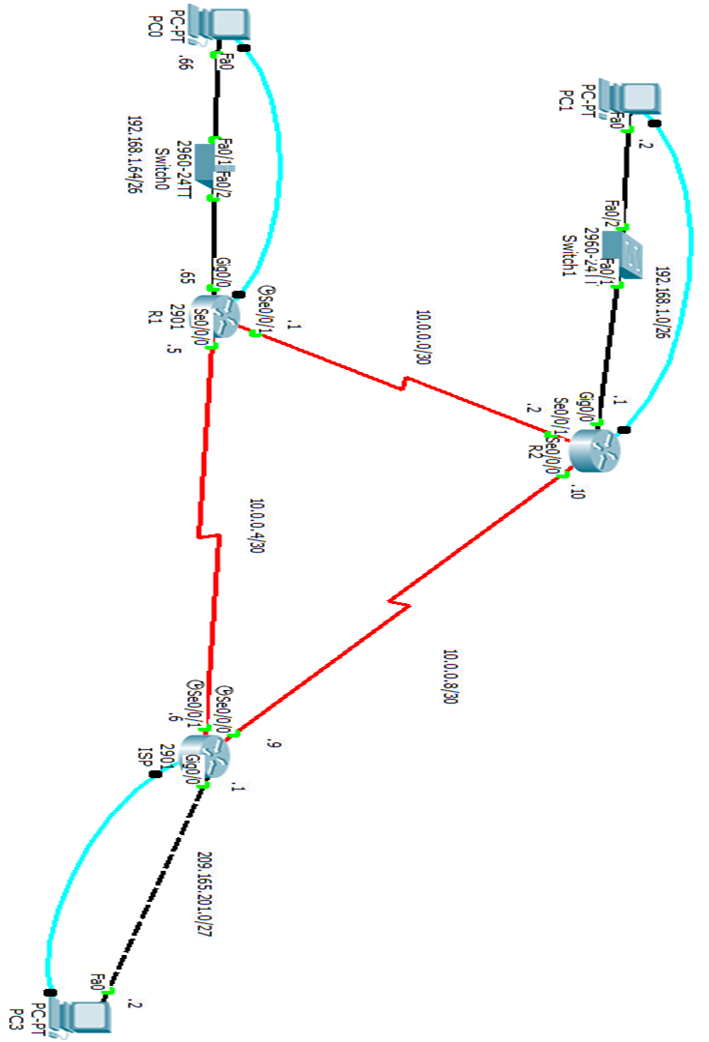 192.168.1.0/26
.2
.1
Fa0
Fa0/2
Fa0/1
Gig0/0
PC-PT
2960-24TT
.10
PC1
Switch1
Se0/0/1
Se0/0/0
R2
.2
10.0.0.8/30
10.0.0.0/30
.1
.9
Se0/0/1
10.0.0.4/30
.1
Fa0
Fa0/1
Fa0/2
Gig0/0
Se0/0/0
209.165.201.0/27
Se0/0/0
Se0/0/1
Gig0/0
.66
PC-PT
2960-24TT
.65
2901
.5
.6
2901
PC0
Switch0
R1
ISP
192.168.1.64/26
.2
Fa0
PC-PT
PC3